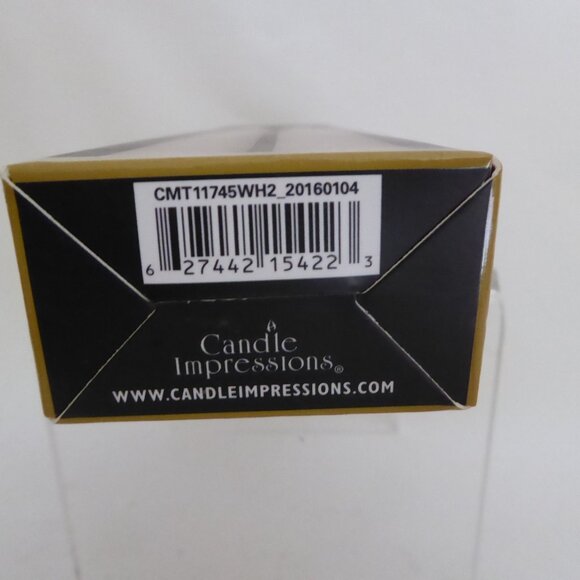 CMT11745WH2_20160104
6 27442 15422 3
Candle
Impressions®
WWW.CANDLEIMPRESSIONS.COM